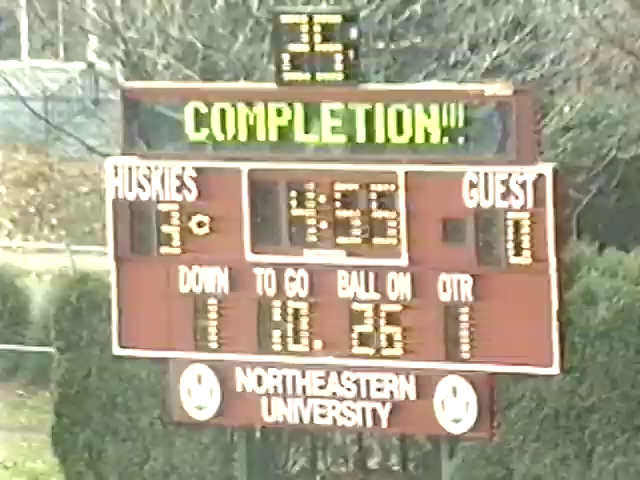 25
COMPLETION!!!
HUSKIES GUEST
4:55 0
DOWN TO GO BALL ON QTR
1 10 26 1
NORTHEASTERN
UNIVERSITY